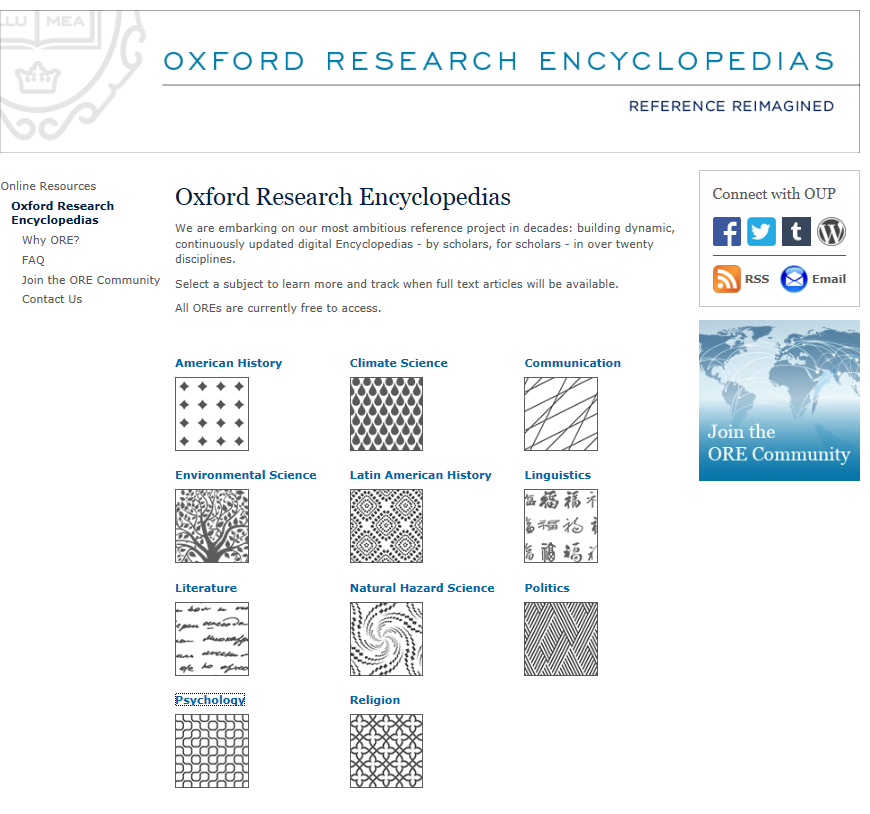 LLU MEA
OXFORD RESEARCH ENCYCLOPEDIAS
REFERENCE REIMAGINED
Online Resources
Oxford Research
Encyclopedias
Why ORE?
FAQ
Join the ORE Community
Contact Us
Oxford Research Encyclopedias
We are embarking on our most ambitious reference project in decades: building dynamic,
continuously updated digital Encyclopedias - by scholars, for scholars - in over twenty
disciplines.
Select a subject to learn more and track when full text articles will be available.
All OREs are currently free to access.
American History
Climate Science
Communication
Environmental Science
Latin American History
Linguistics
福 福
福
福
Literature
Natural Hazard Science
Politics
Psychology
Religion
Connect with OUP
RSS
Email
Join the
ORE Community